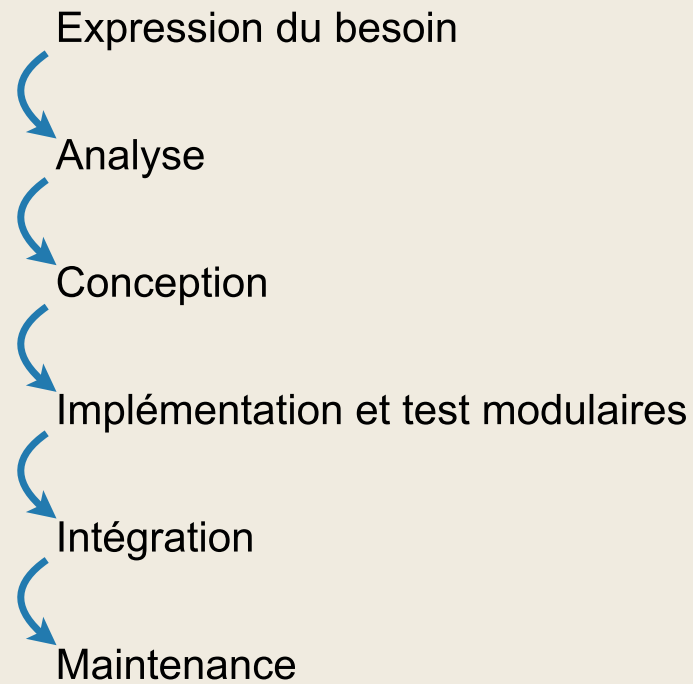 Expression du besoin
Analyse
Conception
Implémentation et test modulaires
Intégration
Maintenance